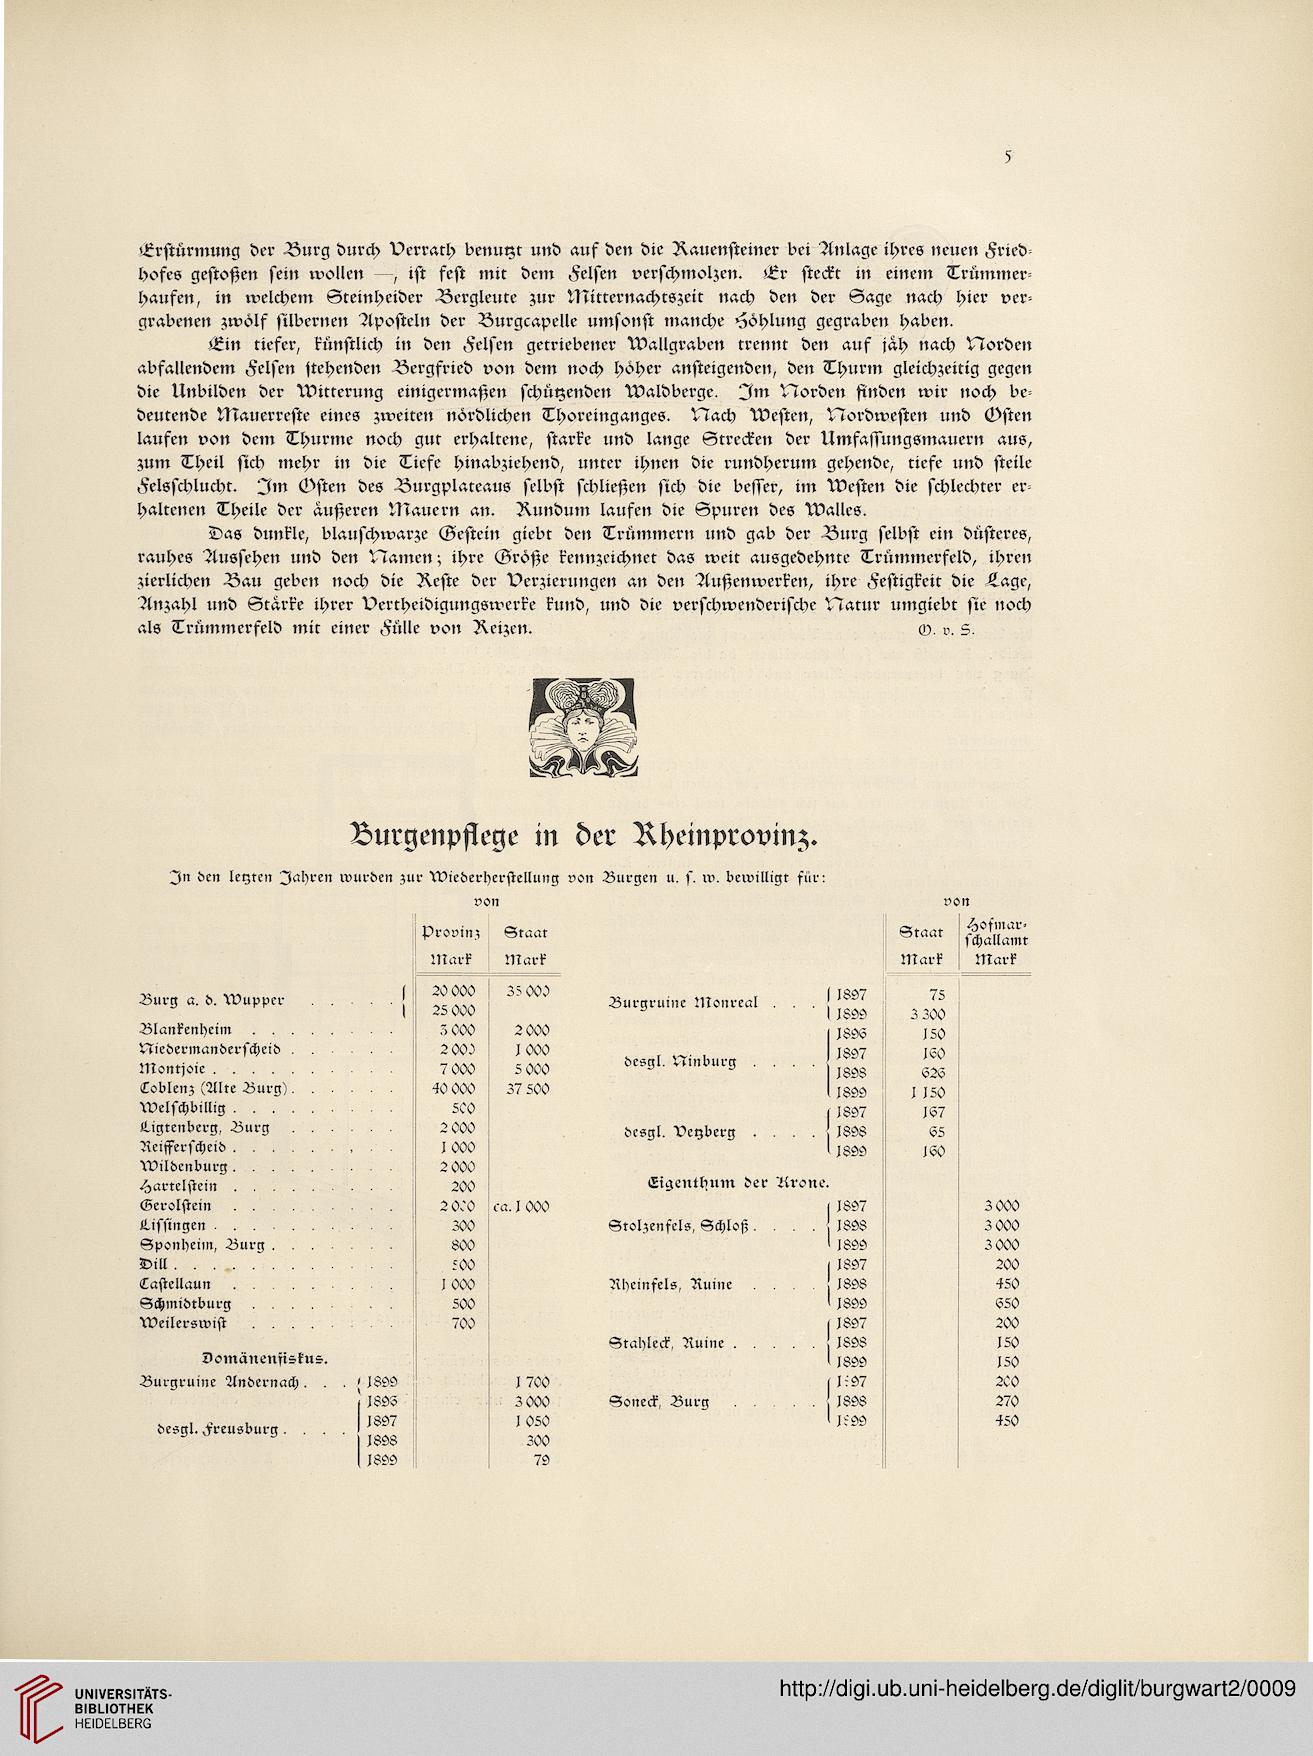 5
Erstürmung der Burg durch Verrath benutzt und auf den die Rauensteiner bei Anlage ihres neuen Fried-
hofes gestoßen sein wollen —, ist fest mit dem Felsen verschmolzen. Er steckt in einem Trümmer-
haufen, in welchem Steinheider Bergleute zur Mitternachtszeit nach den der Sage nach hier ver-
grabenen zwölf silbernen Aposteln der Burgcapelle umsonst manche Höhlung gegraben haben.
Ein tiefer, künstlich in den Felsen getriebener Wallgraben trennt den auf jäh nach Norden
abfallendem Felsen stehenden Bergfried von dem noch höher ansteigenden, den Thurm gleichzeitig gegen
die Unbilden der Witterung einigermaßen schützenden Waldberge. Im Norden finden wir noch be-
deutende Mauerreste eines zweiten nördlichen Thoreinganges. Nach Westen, Nordwesten und Osten
laufen von dem Thurme noch gut erhaltene, starke und lange Strecken der Umfassungsmauern aus,
zum Theil sich mehr in die Tiefe hinabziehend, unter ihnen die rundherum gehende, tiefe und steile
Felsschlucht. Im Osten des Burgplateaus selbst schließen sich die besser, im Westen die schlechter er-
haltenen Theile der äußeren Mauern an. Rundum laufen die Spuren des Walles.
Das dunkle, blauschwarze Gestein giebt den Trümmern und gab der Burg selbst ein düsteres,
rauhes Aussehen und den Namen; ihre Größe kennzeichnet das weit ausgedehnte Trümmerfeld, ihren
zierlichen Bau geben noch die Reste der Verzierungen an den Außenwerken, ihre Festigkeit die Lage,
Anzahl und Stärke ihrer Vertheidigungswerke kund, und die verschwenderische Natur umgiebt sie noch
als Trümmerfeld mit einer Fülle von Reizen. O. v. S.
Burgenpflege in der Rheinprovinz.
In den letzten Jahren wurden zur Wiederherstellung von Burgen u. s. w. bewilligt für:
von
Provinz Staat
Mark Mark
Burg a. d. Wupper . . . . . 20 000 35 000
25 000
Blankenheim . . . . . . . . 3 000 2 000
Niedermanderscheid . . . . . . 2 000 1 000
Montjoie . . . . . . . . . . 7 000 5 000
Coblenz (Alte Burg) . . . . . . 40 000 37 500
Welschbillig . . . . . . . . . 500
Ligtenberg, Burg . . . . . . 2 000
Reifferscheid . . . . . . . . . 1 000
Wildenburg . . . . . . . . . 2 000
Hartelstein . . . . . . . . . 200
Gerolstein . . . . . . . . . 2 000 ca. 1 000
Lissingen . . . . . . . . . . 300
Sponheim, Burg . . . . . . . 800
Dill . . . . . . . . . . . . 500
Castellaun . . . . . . . . . 1 000
Schmidtburg . . . . . . . . 500
Weilerswist . . . . . . . . 700
Domänenfiskus.
Burgruine Andernach . . . 1899 1 700
1896 3 000
desgl. Freusburg . . . . 1897 1 050
1898 300
1899 79
von
Staat Hofmar-
schallamt
Mark Mark
Burgruine Monreal . . . 1897 75
1899 3 300
1896 150
desgl. Ninburg . . . . 1897 160
1898 626
1899 1 150
1897 167
desgl. Vetzberg . . . . 1898 65
1899 160
Eigenthum der Krone.
1897 3 000
Stolzenfels, Schloß . . . . 1898 3 000
1899 3 000
1897 200
Rheinfels, Ruine . . . . 1898 450
1899 650
1897 200
Stahleck, Ruine . . . . . 1898 150
1899 150
1897 200
Soneck, Burg . . . . . 1898 270
1899 450
UNIVERSITÄTS-
BIBLIOTHEK
HEIDELBERG
http://digi.ub.uni-heidelberg.de/diglit/burgwart2/0009